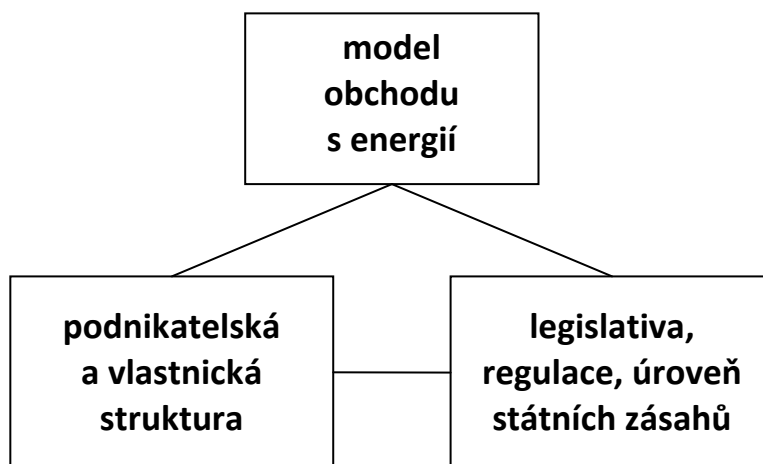 model
obchodu
s energií
podnikatelská
a vlastnická
struktura
legislativa,
regulace, úroveň
státních zásahů